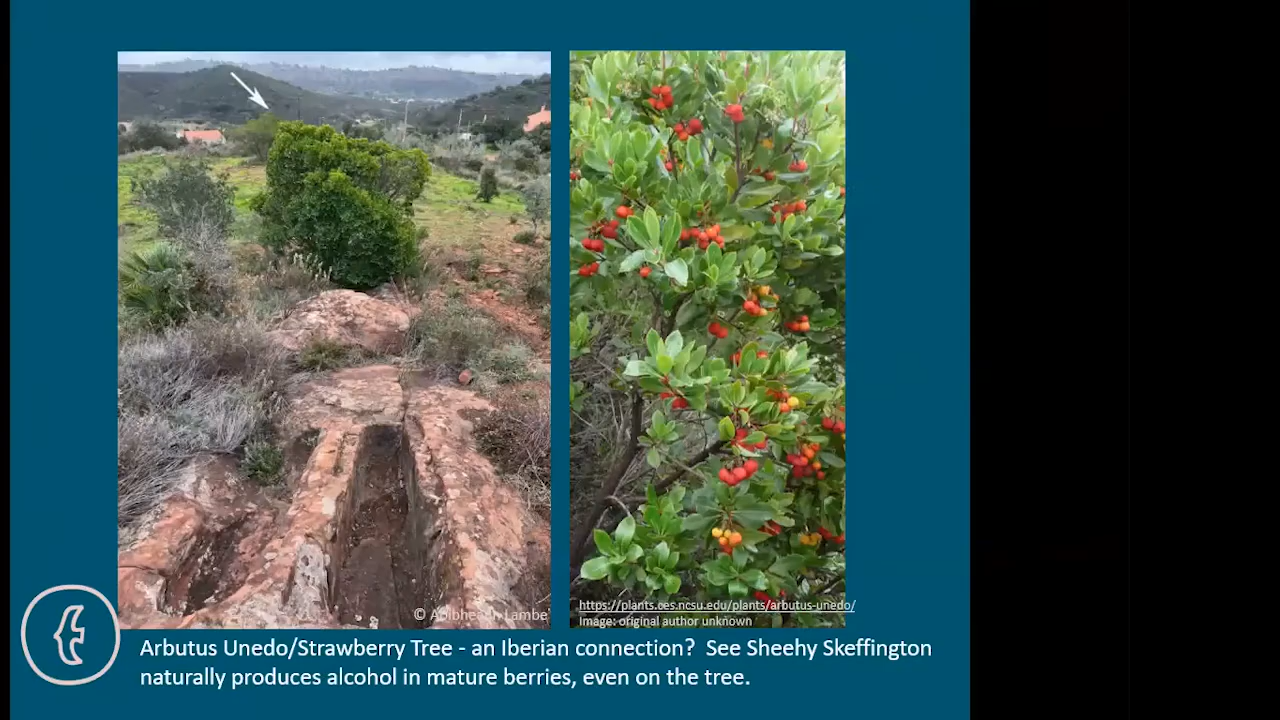 © Aoibheann Lambe
https://plants.ces.ncsu.edu/plants/arbutus-unedo/
Image: original author unknown
Arbutus Unedo/Strawberry Tree - an Iberian connection?  See Sheehy Skeffington
naturally produces alcohol in mature berries, even on the tree.